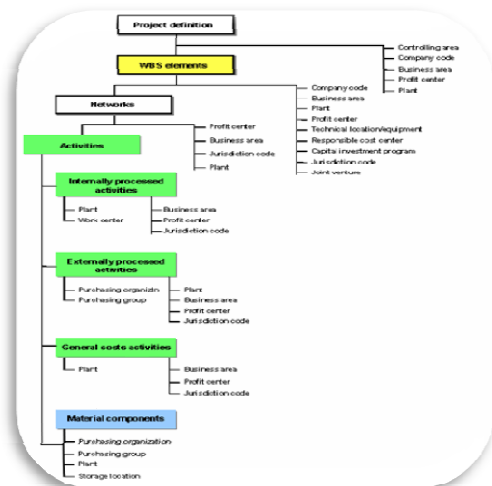 Project definition
Controlling area
Company code
Business area
Profit center
Plant
WBS elements
Company code
Business area
Plant
Profit center
Technical location/equipment
Responsible cost center
Capital investment program
Jurisdiction code
Joint venture
Networks
Profit center
Business area
Jurisdiction code
Plant
Activities
Internally processed
activities
Plant
Work center
Business area
Profit center
Jurisdiction code
Externally processed
activities
Purchasing organiztn
Purchasing group
Plant
Business area
Profit center
Jurisdiction code
General costs activities
Plant
Business area
Profit center
Jurisdiction code
Material components
Purchasing organization
Purchasing group
Plant
Storage location